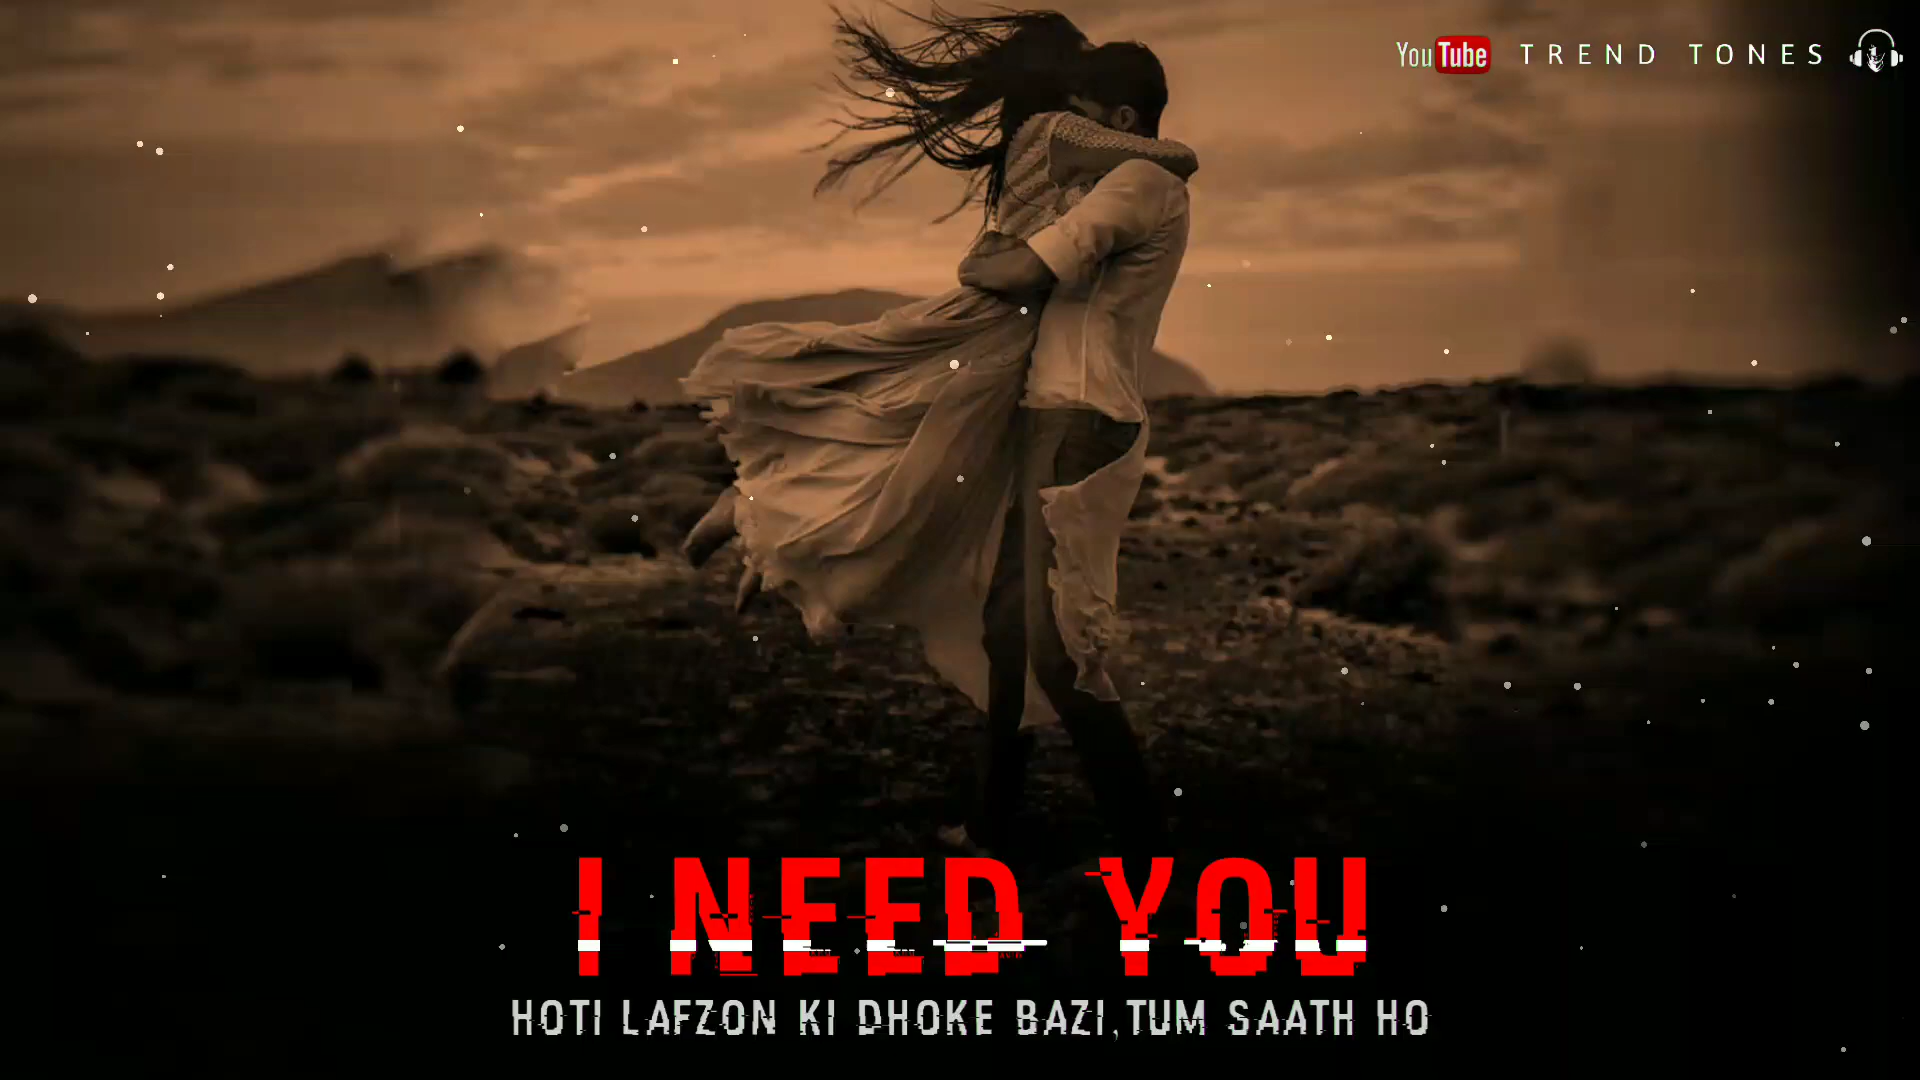 YouTube TREND TONES
I NEED YOU
HOTI LAFZON KI DHOKE BAZI,TUM SAATH HO